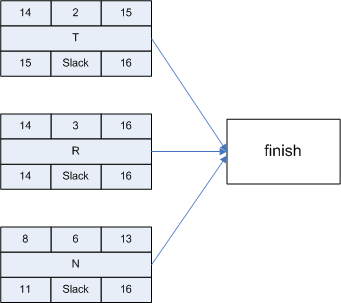 14 2 15
T
15 Slack 16
14 3 16
R
14 Slack 16
finish
8 6 13
N
11 Slack 16